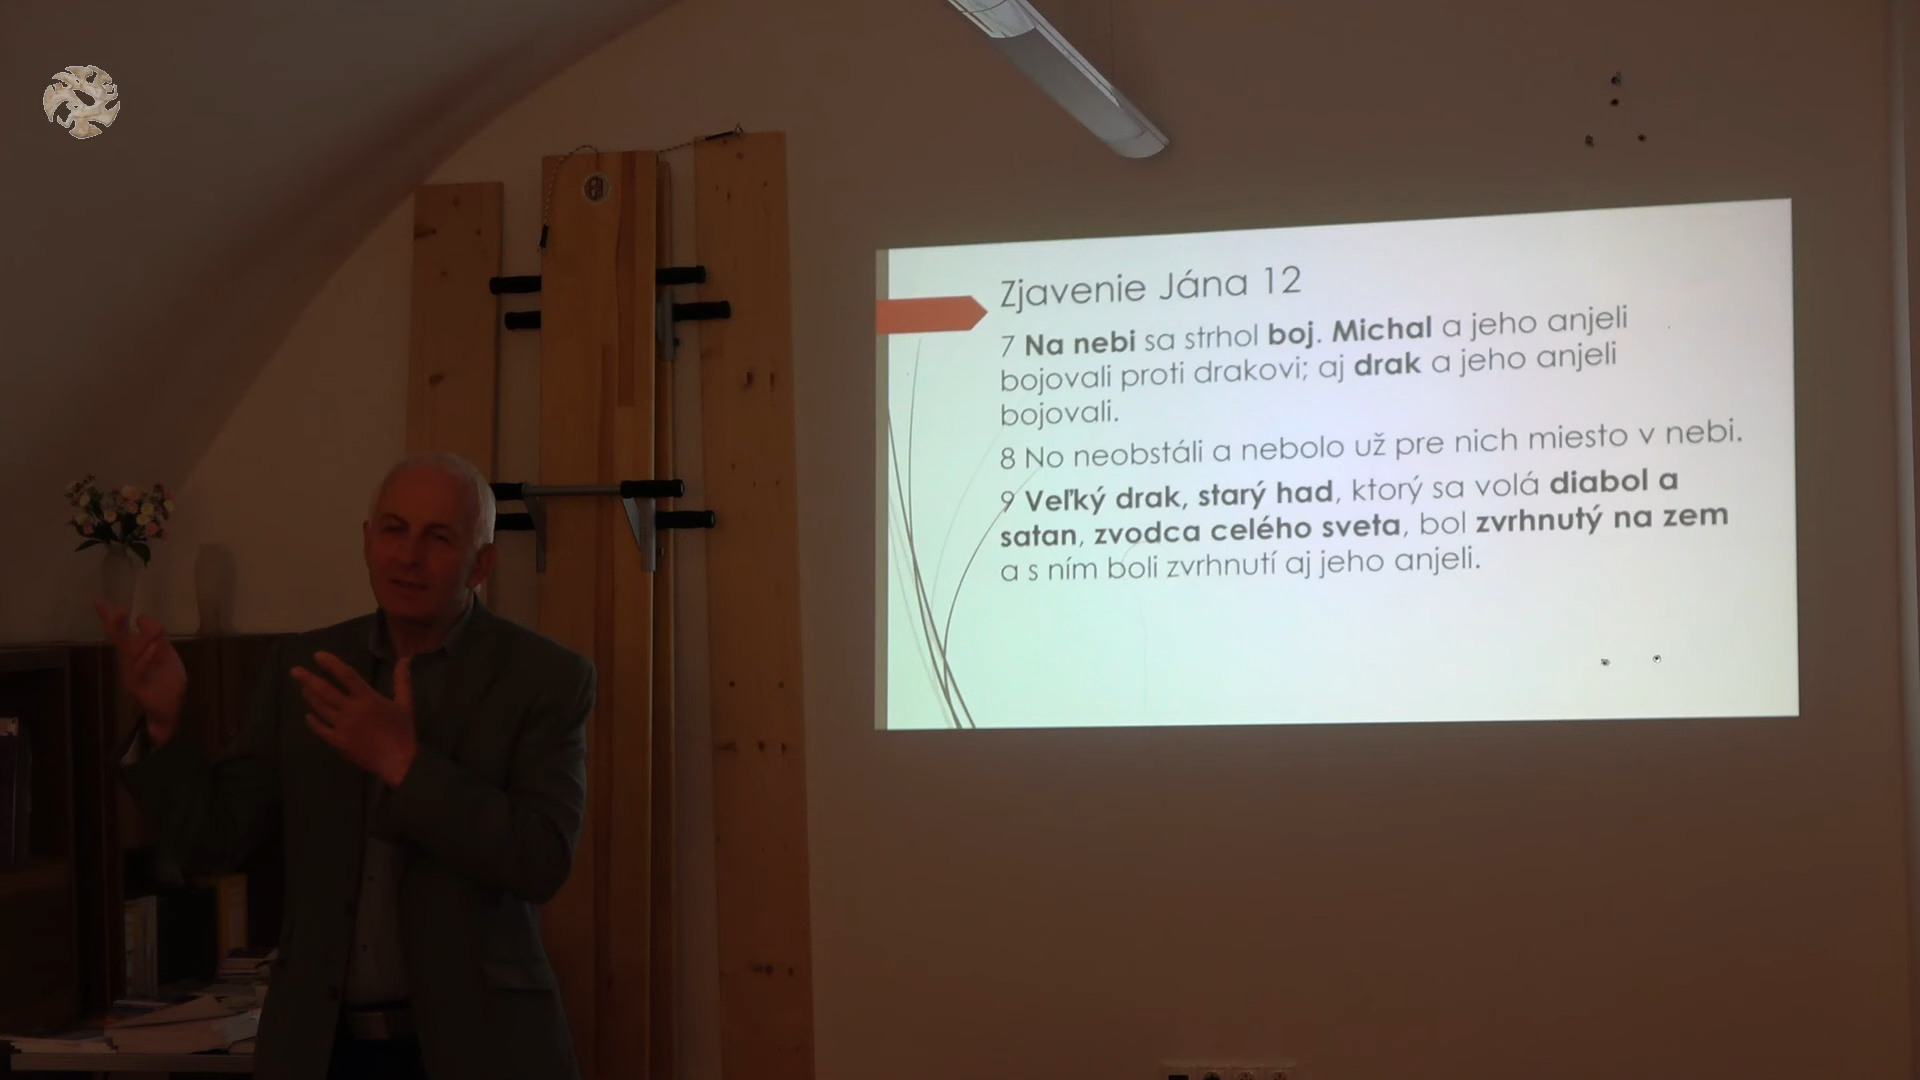 Zjavenie Jána 12
7 Na nebi sa strhol boj. Michal a jeho anjeli
bojovali proti drakovi; aj drak a jeho anjeli
bojovali.
8 No neobstáli a nebolo už pre nich miesto v nebi.
9 Veľký drak, starý had, ktorý sa volá diabol a
satan, zvodca celého sveta, bol zvrhnutý na zem
a s ním boli zvrhnutí aj jeho anjeli.